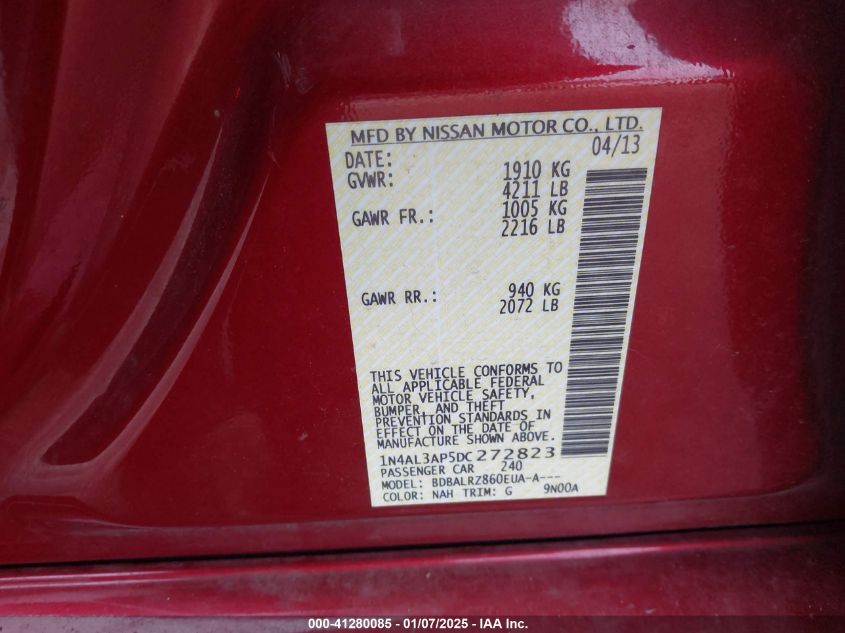 MFD BY NISSAN MOTOR CO., LTD.
DATE: 04/13
GVWR: 1910 KG
4211 LB
GAWR FR.: 1005 KG
2216 LB
GAWR RR.: 940 KG
2072 LB
THIS VEHICLE CONFORMS TO
ALL APPLICABLE FEDERAL
MOTOR VEHICLE SAFETY,
BUMPER, AND THEFT
PREVENTION STANDARDS IN
EFFECT ON THE DATE OF
MANUFACTURE SHOWN ABOVE.
1N4AL3AP5DC272823
PASSENGER CAR 240
MODEL: BDBALRZ860EUA-A---
COLOR: NAH TRIM: G 9N00A
000-41280085 - 01/07/2025 - IAA Inc.